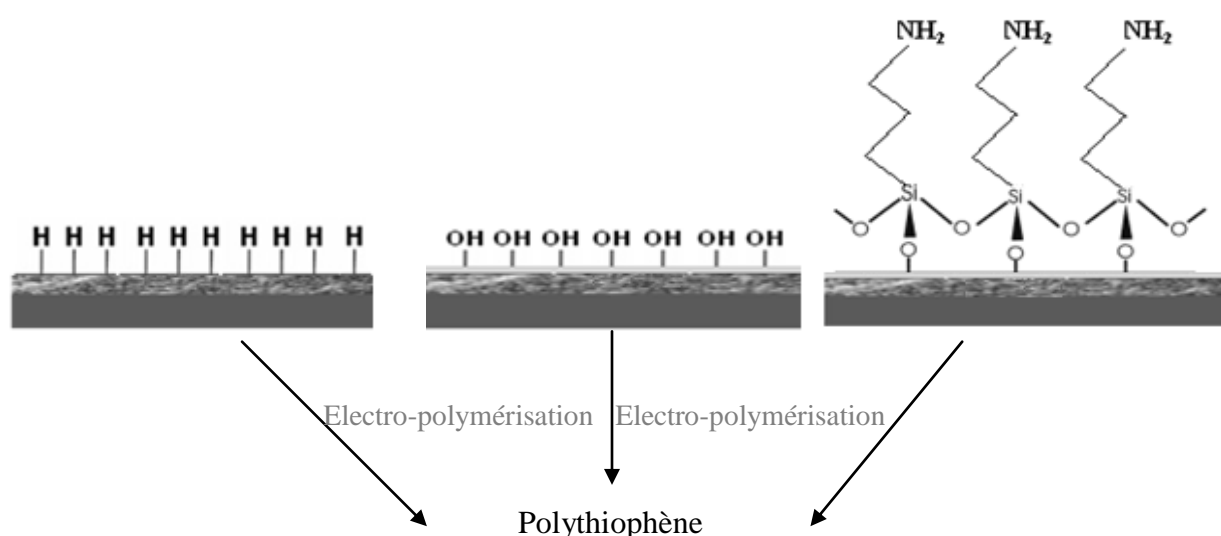 NH₂ NH₂ NH₂
Si Si Si
O O O O
O O O
H H H H H H H H H H
OH OH OH OH OH OH OH
Electro-polymérisation Electro-polymérisation
Polythiophène